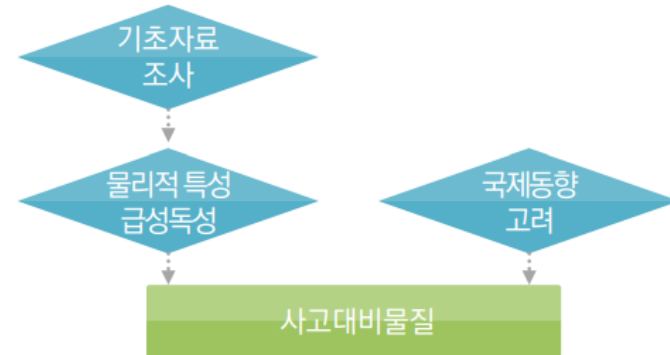 기초자료
조사
물리적 특성
급성독성
국제동향
고려
사고대비물질